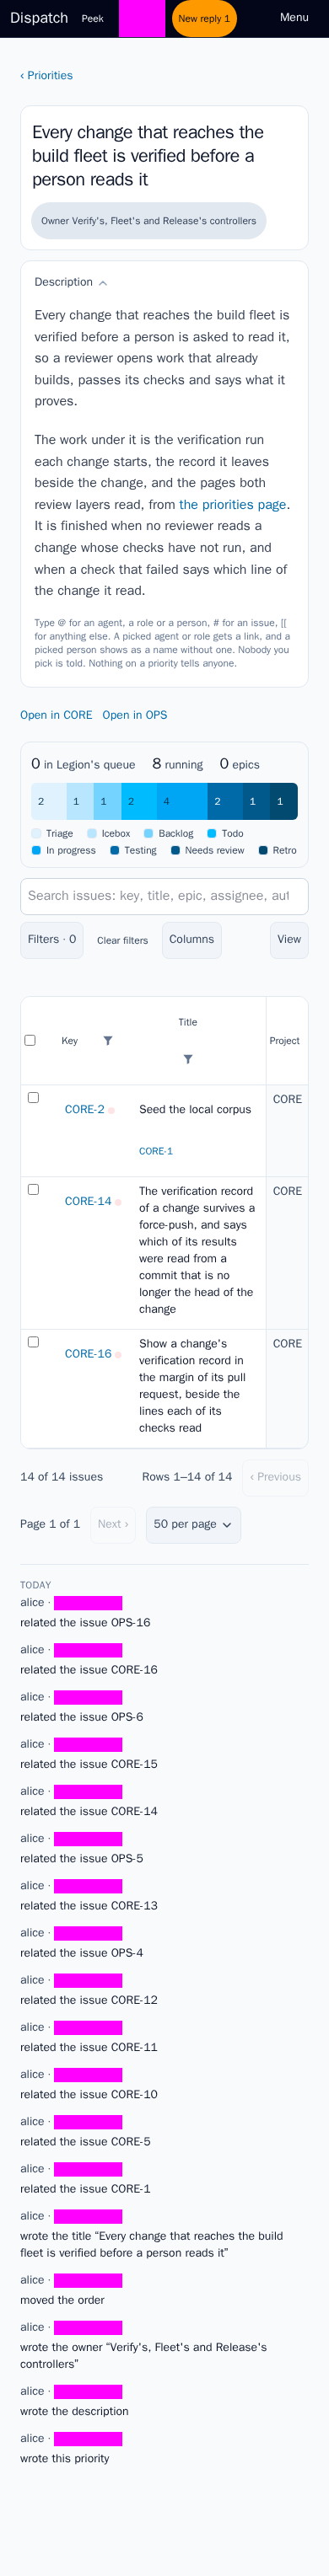 Dispatch Peek New reply 1 Menu
‹ Priorities
Every change that reaches the
build fleet is verified before a
person reads it
Owner Verify's, Fleet's and Release's controllers
Description
Every change that reaches the build fleet is
verified before a person is asked to read it,
so a reviewer opens work that already
builds, passes its checks and says what it
proves.
The work under it is the verification run
each change starts, the record it leaves
beside the change, and the pages both
review layers read, from the priorities page.
It is finished when no reviewer reads a
change whose checks have not run, and
when a check that failed says which line of
the change it read.
Type @ for an agent, a role or a person, # for an issue, [[
for anything else. A picked agent or role gets a link, and a
picked person shows as a name without one. Nobody you
pick is told. Nothing on a priority tells anyone.
Open in CORE Open in OPS
0 in Legion's queue 8 running 0 epics
2 1 1 2 4 2 1 1
Triage Icebox Backlog Todo
In progress Testing Needs review Retro
Search issues: key, title, epic, assignee, aut
Filters · 0 Clear filters Columns View
Key Title Project
CORE-2 Seed the local corpus CORE
CORE-1
CORE-14 The verification record CORE
of a change survives a
force-push, and says
which of its results
were read from a
commit that is no
longer the head of the
change
CORE-16 Show a change's CORE
verification record in
the margin of its pull
request, beside the
lines each of its
checks read
14 of 14 issues Rows 1–14 of 14 ‹ Previous
Page 1 of 1 Next › 50 per page
TODAY
alice ·
related the issue OPS-16
alice ·
related the issue CORE-16
alice ·
related the issue OPS-6
alice ·
related the issue CORE-15
alice ·
related the issue CORE-14
alice ·
related the issue OPS-5
alice ·
related the issue CORE-13
alice ·
related the issue OPS-4
alice ·
related the issue CORE-12
alice ·
related the issue CORE-11
alice ·
related the issue CORE-10
alice ·
related the issue CORE-5
alice ·
related the issue CORE-1
alice ·
wrote the title “Every change that reaches the build
fleet is verified before a person reads it”
alice ·
moved the order
alice ·
wrote the owner “Verify's, Fleet's and Release's
controllers”
alice ·
wrote the description
alice ·
wrote this priority